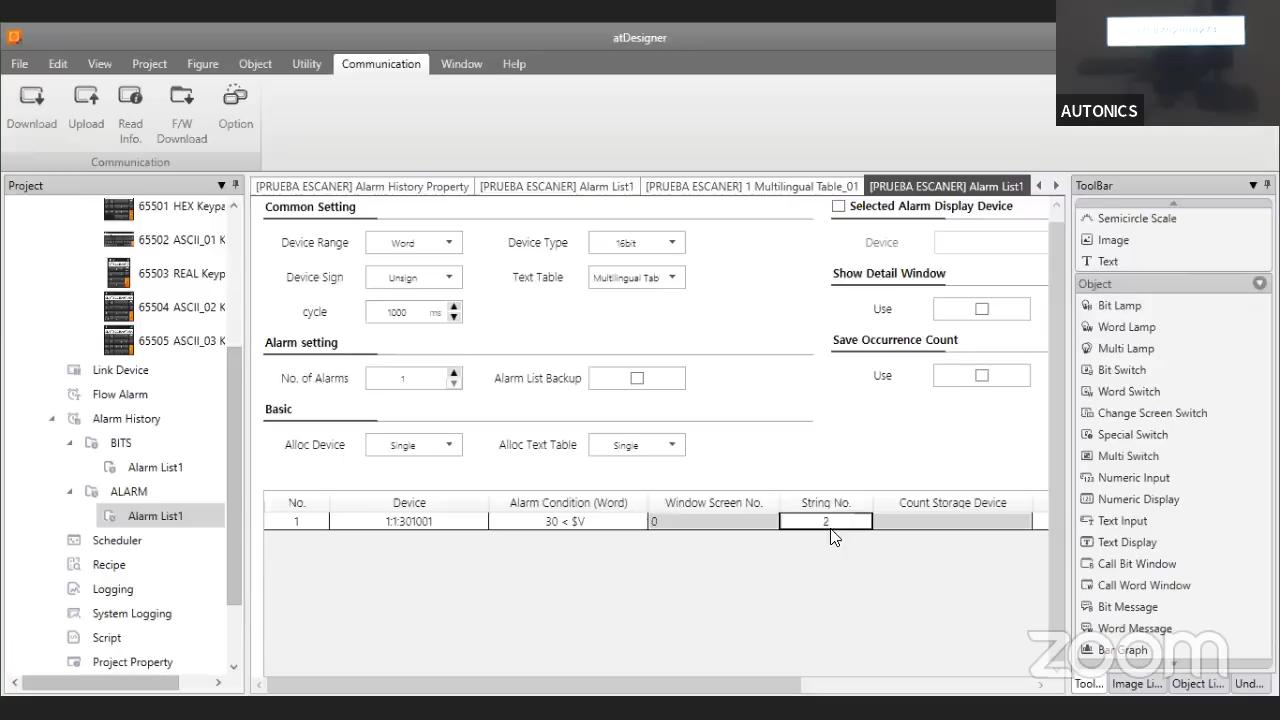 atDesigner
AUTONICS
File Edit View Project Figure Object Utility Communication Window Help
Download Upload Read Info. F/W Download Option
Communication
Project
65501 HEX Keypa
65502 ASCII_01 K
65503 REAL Keyp
65504 ASCII_02 K
65505 ASCII_03 K
Link Device
Flow Alarm
Alarm History
BITS
Alarm List1
ALARM
Alarm List1
Scheduler
Recipe
Logging
System Logging
Script
Project Property
[PRUEBA ESCANER] Alarm History Property [PRUEBA ESCANER] Alarm List1 [PRUEBA ESCANER] 1 Multilingual Table_01 [PRUEBA ESCANER] Alarm List1
Common Setting
Device Range Word Device Type 16bit
Device Sign Unsign Text Table Multilingual Tab
cycle 1000 ms
Alarm setting
No. of Alarms 1 Alarm List Backup
Basic
Alloc Device Single Alloc Text Table Single
Selected Alarm Display Device
Device
Show Detail Window
Use
Save Occurrence Count
Use
No. Device Alarm Condition (Word) Window Screen No. String No. Count Storage Device
1 1:1:301001 30 < $V 0 2
ToolBar
Semicircle Scale
Image
Text
Object
Bit Lamp
Word Lamp
Multi Lamp
Bit Switch
Word Switch
Change Screen Switch
Special Switch
Multi Switch
Numeric Input
Numeric Display
Text Input
Text Display
Call Bit Window
Call Word Window
Bit Message
Word Message
Bar Graph
Tool... Image Li... Object Li... Und...
zoom